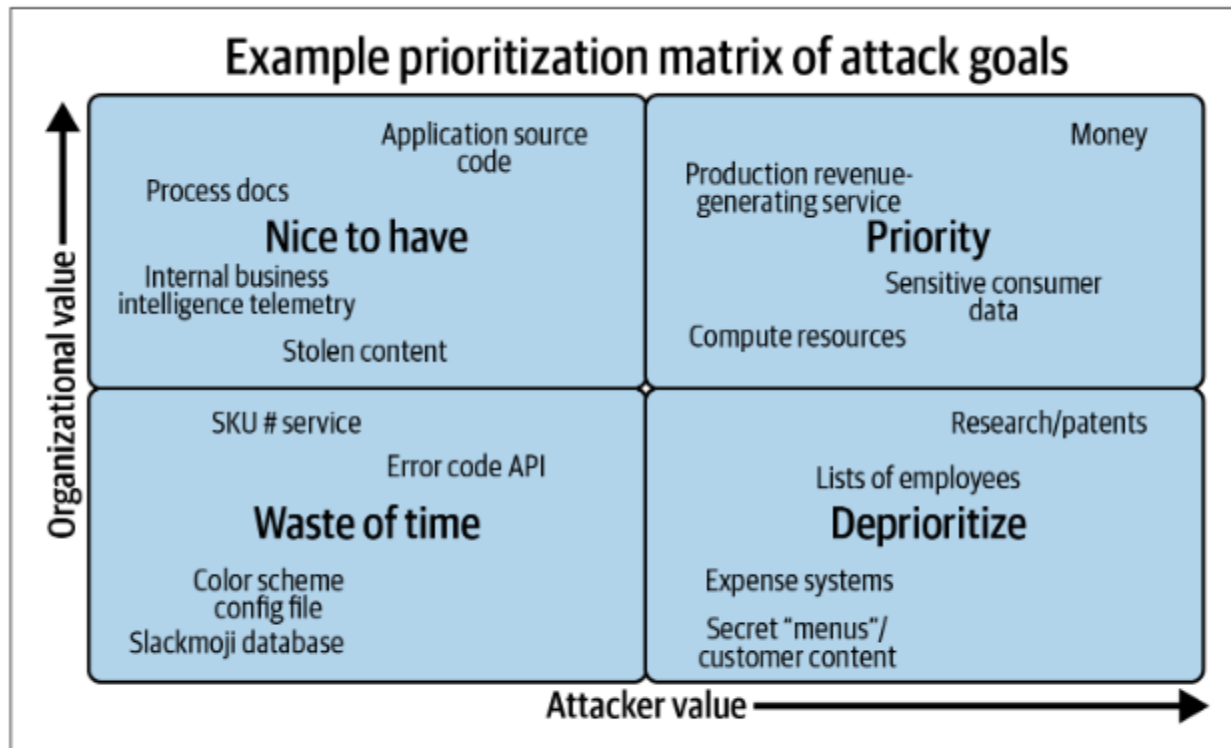 Example prioritization matrix of attack goals
Organizational value
Application source
code
Process docs
Nice to have
Internal business
intelligence telemetry
Stolen content
Money
Production revenue-
generating service
Priority
Sensitive consumer
data
Compute resources
SKU # service
Error code API
Waste of time
Color scheme
config file
Slackmoji database
Research/patents
Lists of employees
Deprioritize
Expense systems
Secret “menus”/
customer content
Attacker value